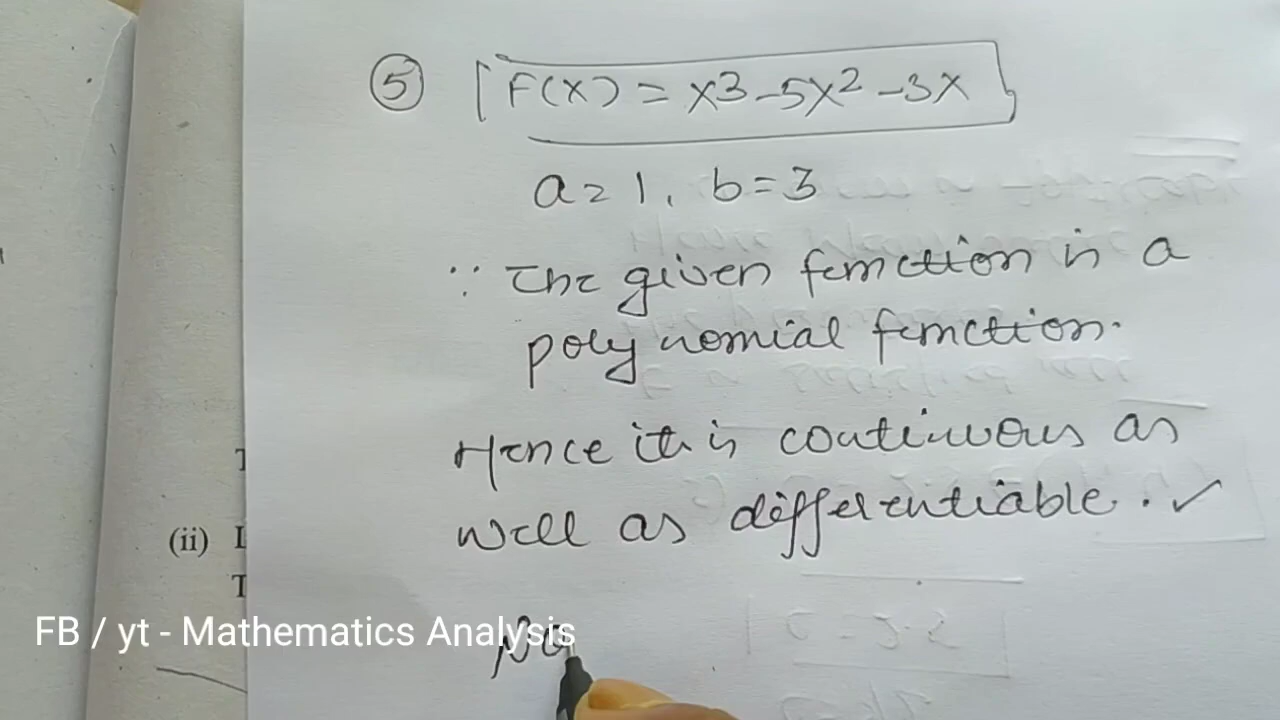 ⑤ F(x) = x³-5x²-3x
a=1, b=3
∵ The given function is a
polynomial function.
Hence it is continuous as
well as differentiable. ✓
(ii) I
T
FB / yt - Mathematics Analysis
No